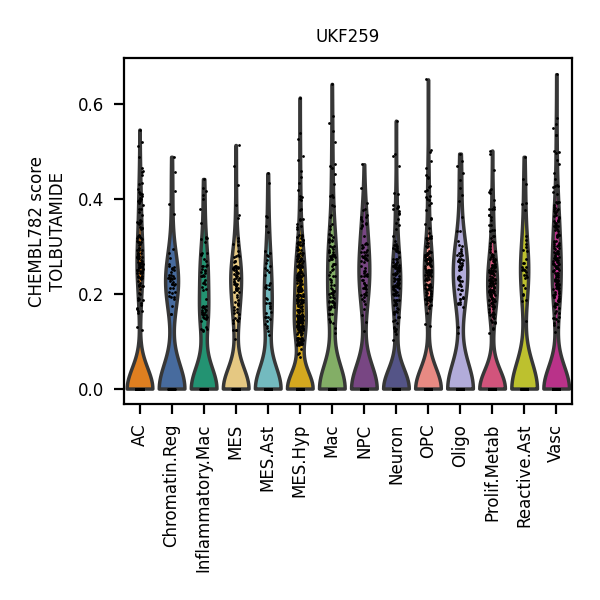 UKF259
CHEMBL782 score
TOLBUTAMIDE
0.6
0.4
0.2
0.0
AC
Chromatin.Reg
Inflammatory.Mac
MES
MES.Ast
MES.Hyp
Mac
NPC
Neuron
OPC
Oligo
Prolif.Metab
Reactive.Ast
Vasc